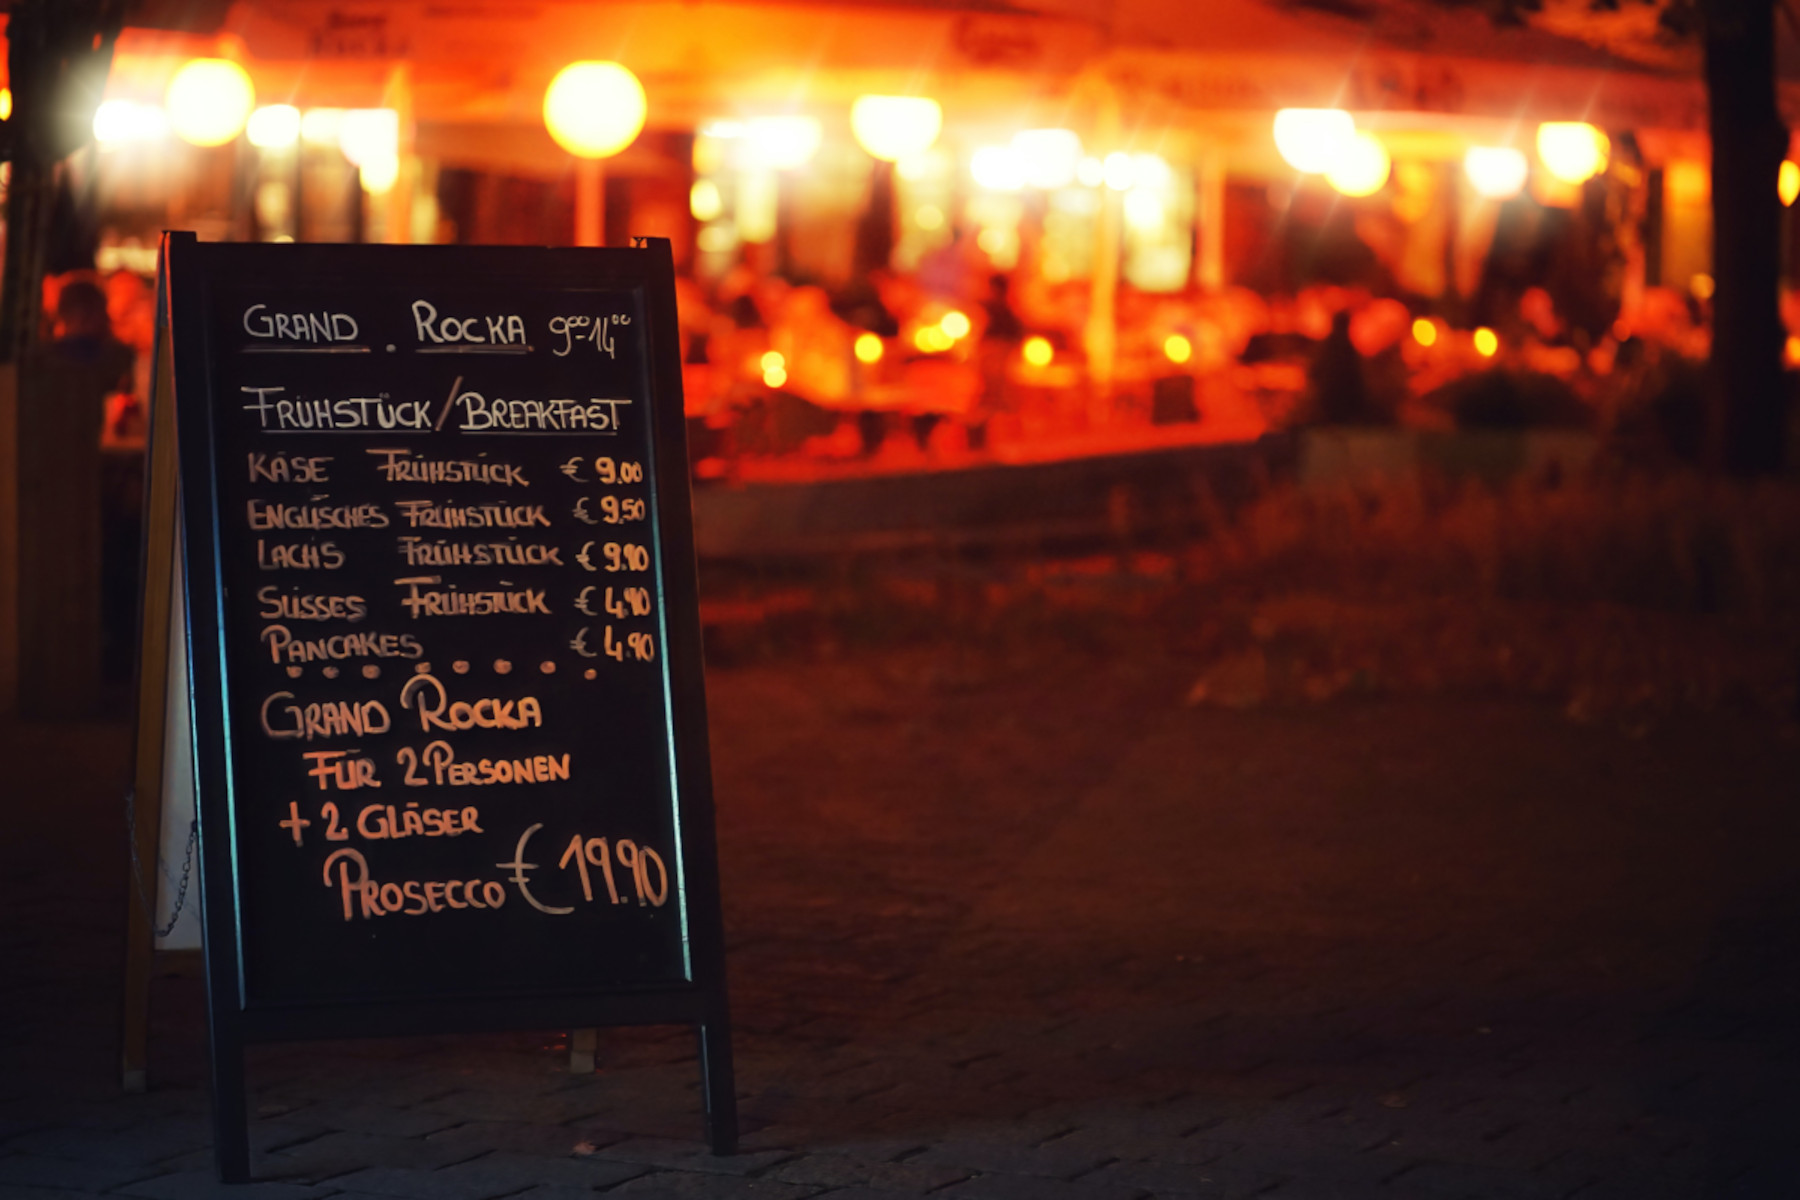 GRAND . ROCKA 9⁰⁰-14⁰⁰
FRÜHSTÜCK/BREAKFAST
KÄSE FRÜHSTÜCK € 9.00
ENGLISCHES FRÜHSTÜCK € 9.50
LACHS FRÜHSTÜCK € 9.90
SÜSSES FRÜHSTÜCK € 4.90
PANCAKES € 4.90
GRAND ROCKA
FÜR 2 PERSONEN
+ 2 GLÄSER
PROSECCO € 19.90